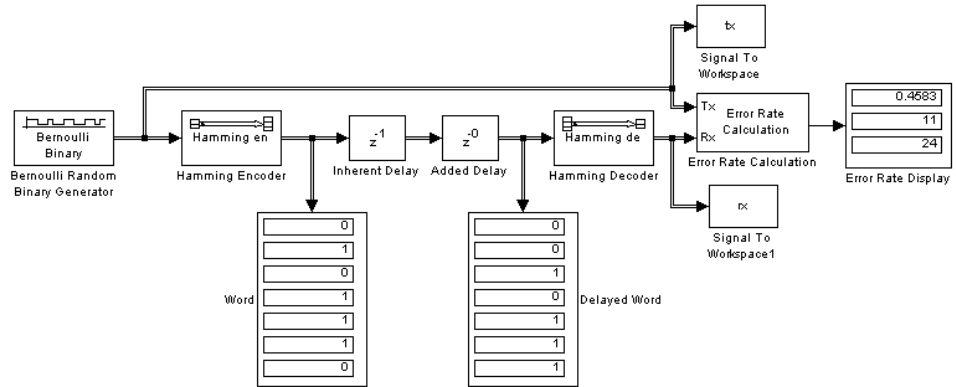 tx
Signal To
Workspace
Bernoulli
Binary
Bernoulli Random
Binary Generator
Hamming en
Hamming Encoder
z-1
Inherent Delay
z-0
Added Delay
Hamming de
Hamming Decoder
Tx
Rx
Error Rate
Calculation
Error Rate Calculation
0.4583
11
24
Error Rate Display
rx
Signal To
Workspace1
Word
0
1
0
1
1
1
0
0
0
1
0
1
1
1
Delayed Word